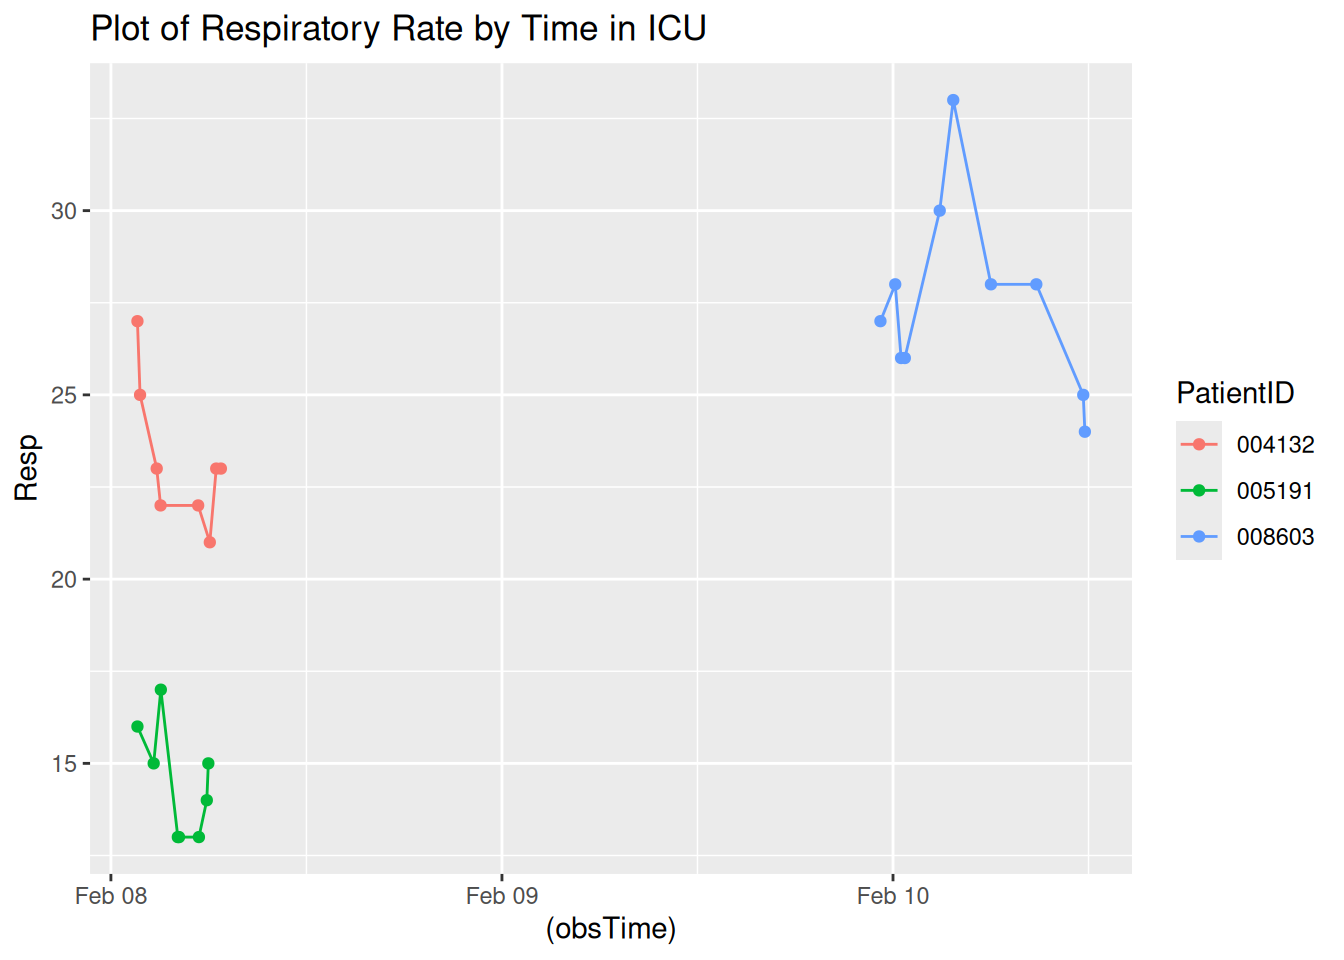 Plot of Respiratory Rate by Time in ICU
Resp
30
25
20
15
Feb 08
Feb 09
Feb 10
(obsTime)
PatientID
004132
005191
008603